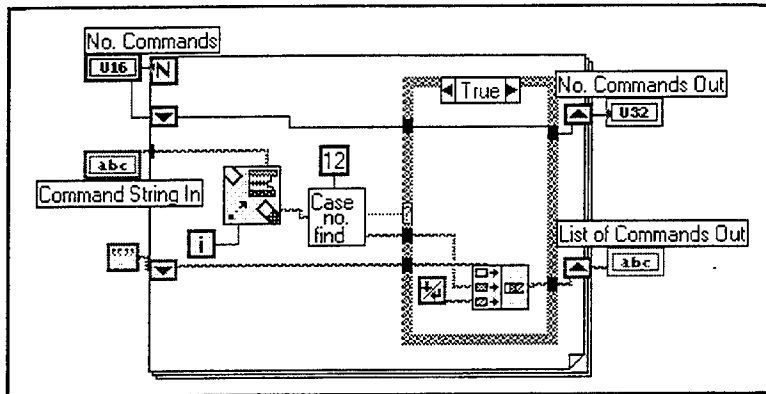 No. Commands
U16
N
True
No. Commands Out
U32
abc
Command String In
12
Case
no.
find
i
List of Commands Out
abc